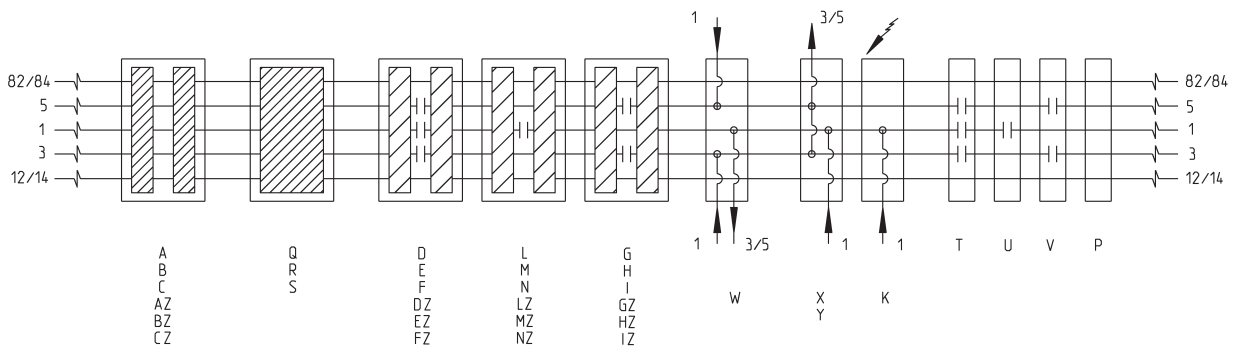 1
3/5
82/84
82/84
5
5
1
1
3
3
12/14
12/14
1
3/5
1
1
T
U
V
P
A
Q
D
L
G
B
R
E
M
H
C
S
F
N
I
W
X
K
AZ
DZ
LZ
GZ
Y
BZ
EZ
MZ
HZ
CZ
FZ
NZ
IZ